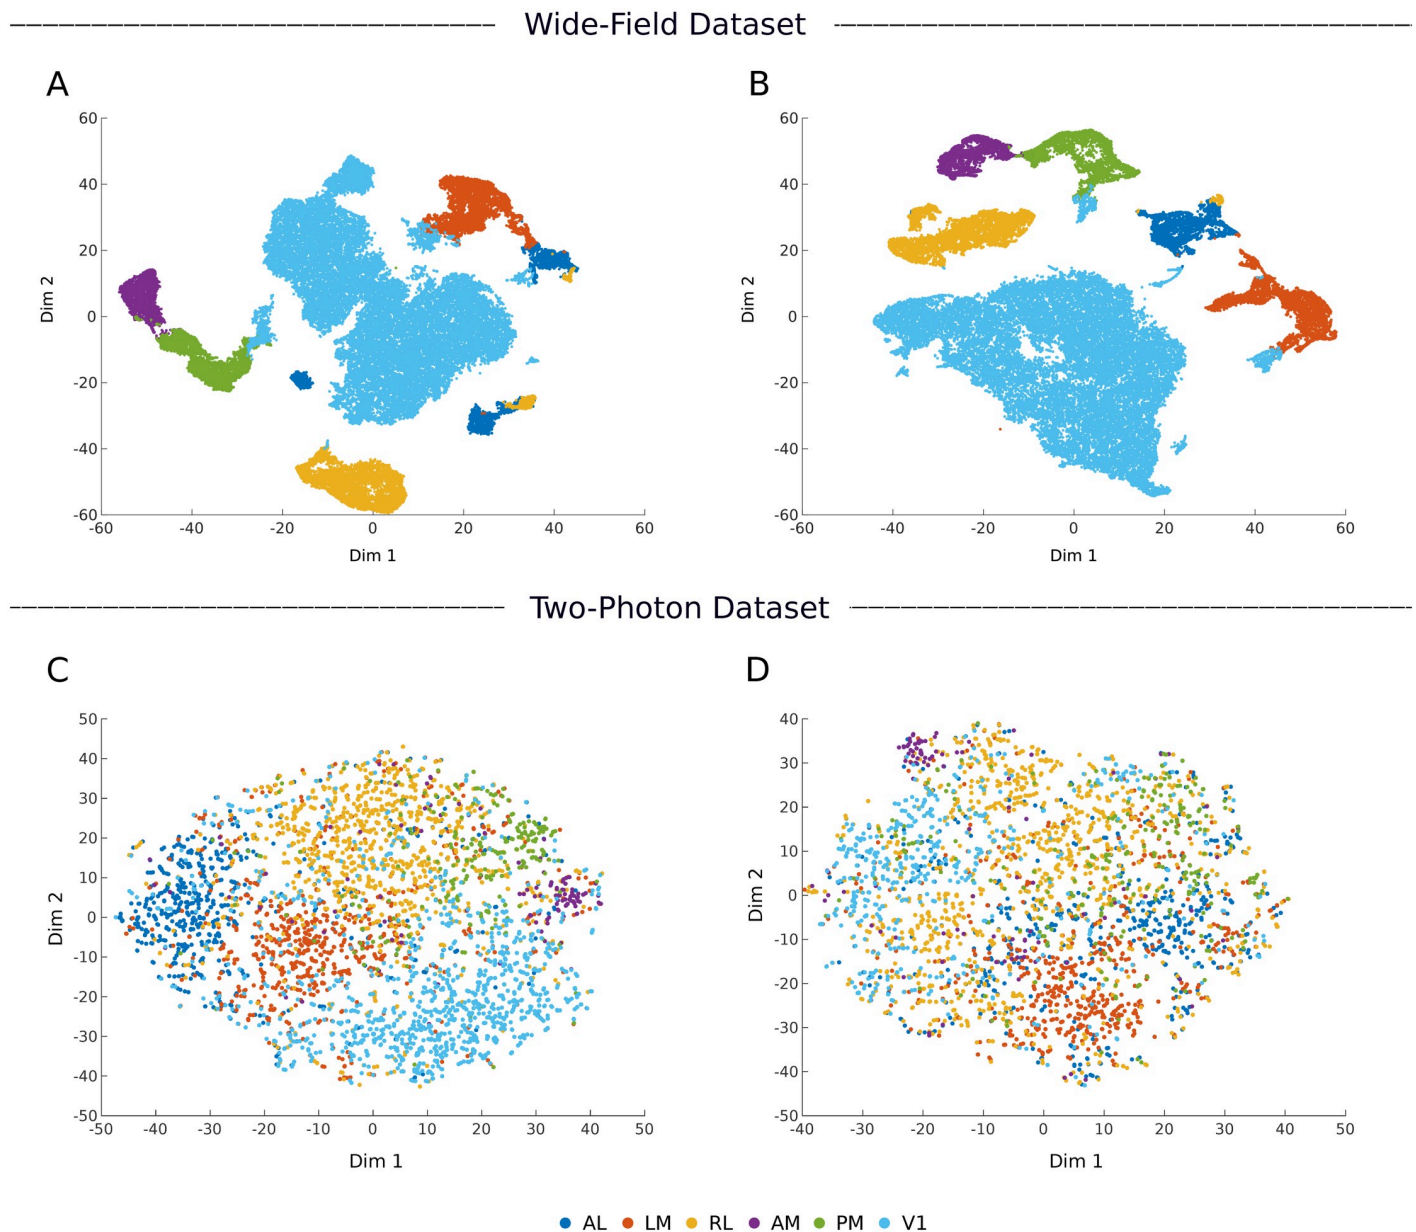 Wide-Field Dataset
A
B
60
40
20
0
-20
-40
-60
-60 -40 -20 0 20 40 60
Dim 2
Dim 1
60
40
20
0
-20
-40
-60
-60 -40 -20 0 20 40 60
Dim 2
Dim 1
Two-Photon Dataset
C
D
50
40
30
20
10
0
-10
-20
-30
-40
-50
-50 -40 -30 -20 -10 0 10 20 30 40 50
Dim 2
Dim 1
40
30
20
10
0
-10
-20
-30
-40
-50
-40 -30 -20 -10 0 10 20 30 40 50
Dim 2
Dim 1
AL LM RL AM PM V1